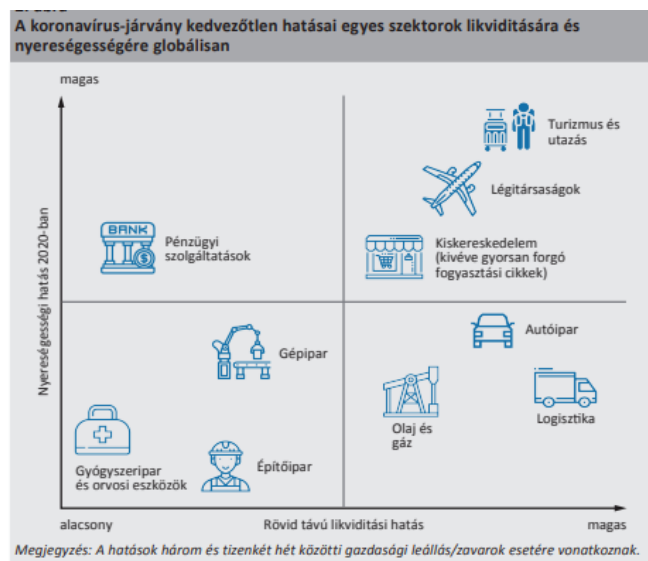 A koronavírus-járvány kedvezőtlen hatásai egyes szektorok likviditására és
nyereségességére globálisan
magas
Turizmus és
utazás
Légitársaságok
BANK
Pénzügyi
szolgáltatások
Kiskereskedelem
(kivéve gyorsan forgó
fogyasztási cikkek)
Nyereségességi hatás 2020-ban
Autóipar
Gépipar
Olaj és
gáz
Logisztika
Gyógyszeripar
és orvosi eszközök
Építőipar
alacsony
Rövid távú likviditási hatás
magas
Megjegyzés: A hatások három és tizenkét hét közötti gazdasági leállás/zavarok esetére vonatkoznak.